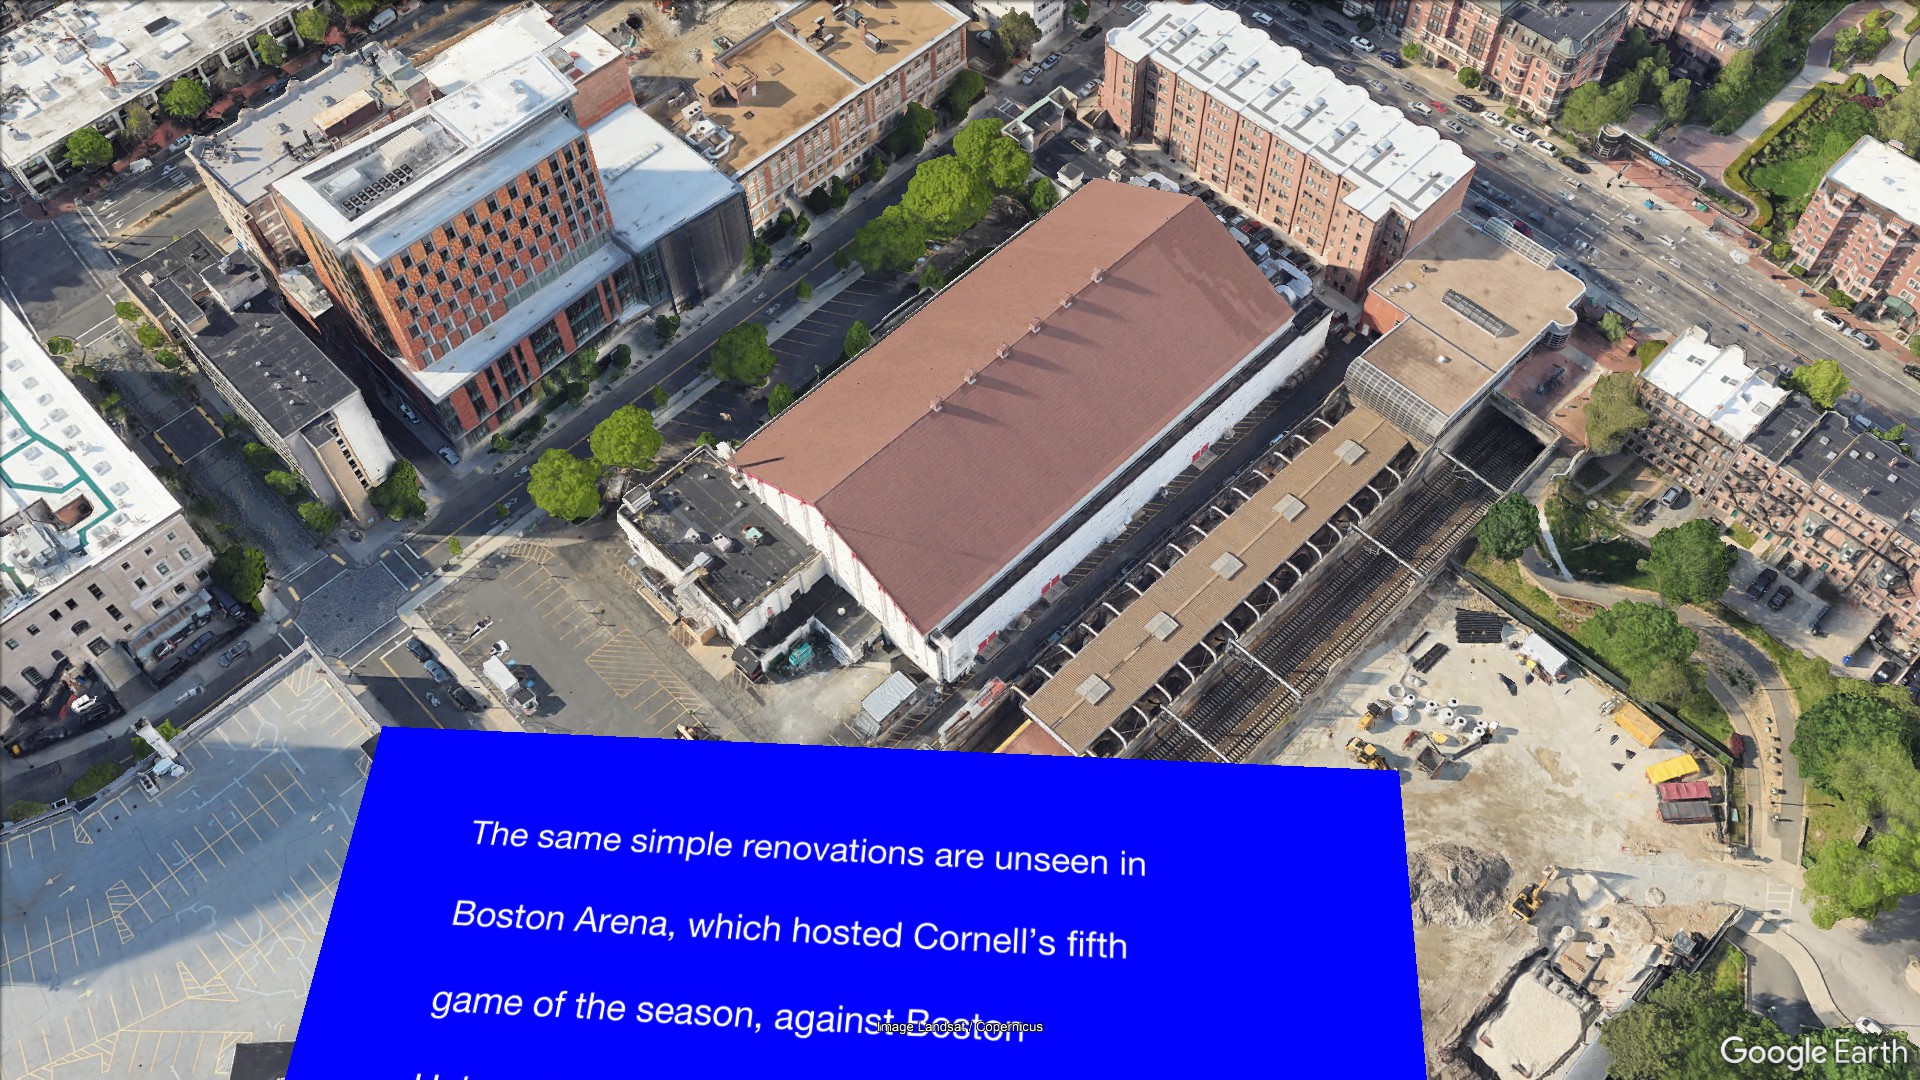 The same simple renovations are unseen in
Boston Arena, which hosted Cornell's fifth
game of the season, against Boston
Image Landsat / Copernicus
Google Earth